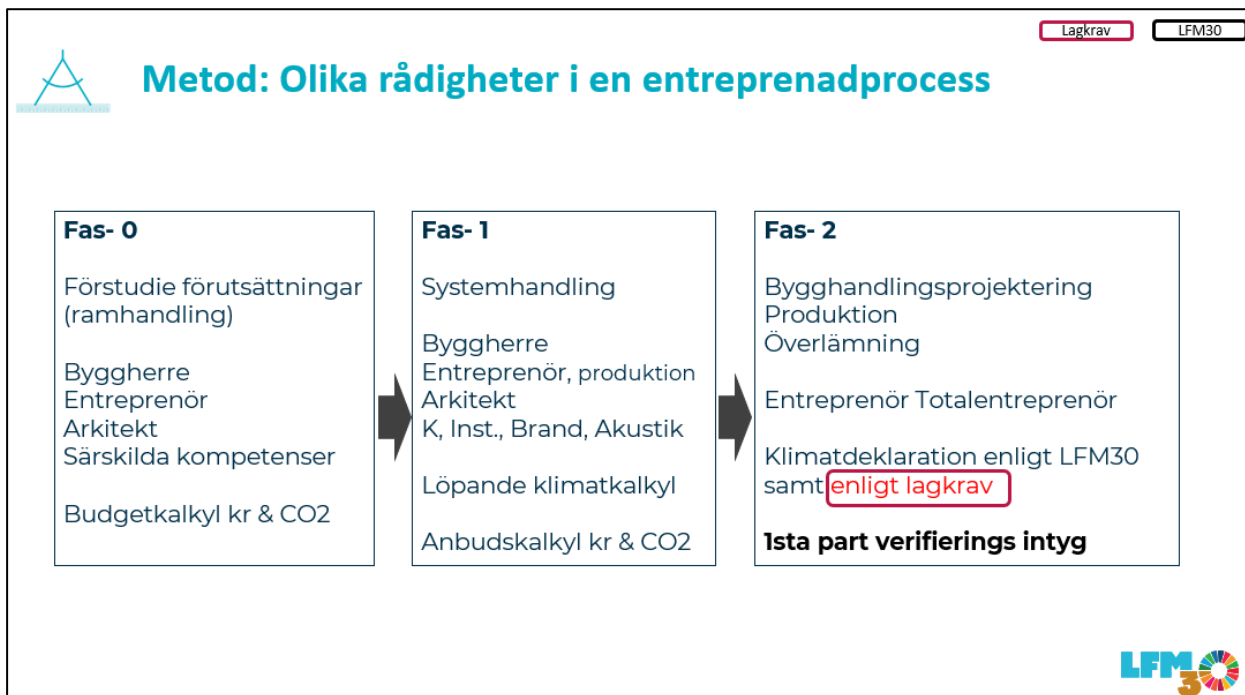 Lagkrav
LFM30
Metod: Olika rådigheter i en entreprenadprocess
Fas- 0
Förstudie förutsättningar
(ramhandling)
Byggherre
Entreprenör
Arkitekt
Särskilda kompetenser
Budgetkalkyl kr & CO2
Fas- 1
Systemhandling
Byggherre
Entreprenör, produktion
Arkitekt
K, Inst., Brand, Akustik
Löpande klimatkalkyl
Anbudskalkyl kr & CO2
Fas- 2
Bygghandlingsprojektering
Produktion
Överlämning
Entreprenör Totalentreprenör
Klimatdeklaration enligt LFM30
samt enligt lagkrav
1sta part verifierings intyg
LFM30